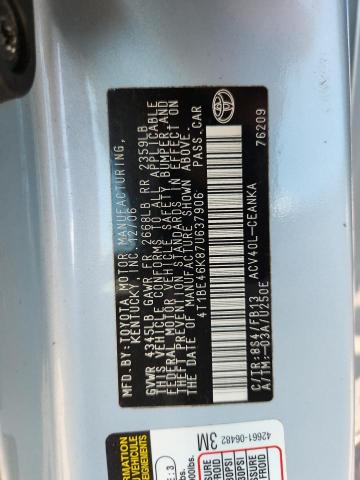 MFD.BY:TOYOTA MOTOR MANUFACTURING,
KENTUCKY, INC. 12/06
GVWR 4345LB GAWR FR 2668LB RR 2359LB
THIS VEHICLE CONFORMS TO ALL APPLICABLE
FEDERAL MOTOR VEHICLE SAFETY BUMPER,AND
THEFT PREVENTION STANDARDS IN EFFECT ON
THE DATE OF MANUFACTURE SHOWN ABOVE.
4T1BE46K87U637906 PASS.CAR
C/TR:8S4/FB13 ACV40L-CEANKA
A/TM:-03A/U250E 76209
TOYOTA
42661-06482
3M